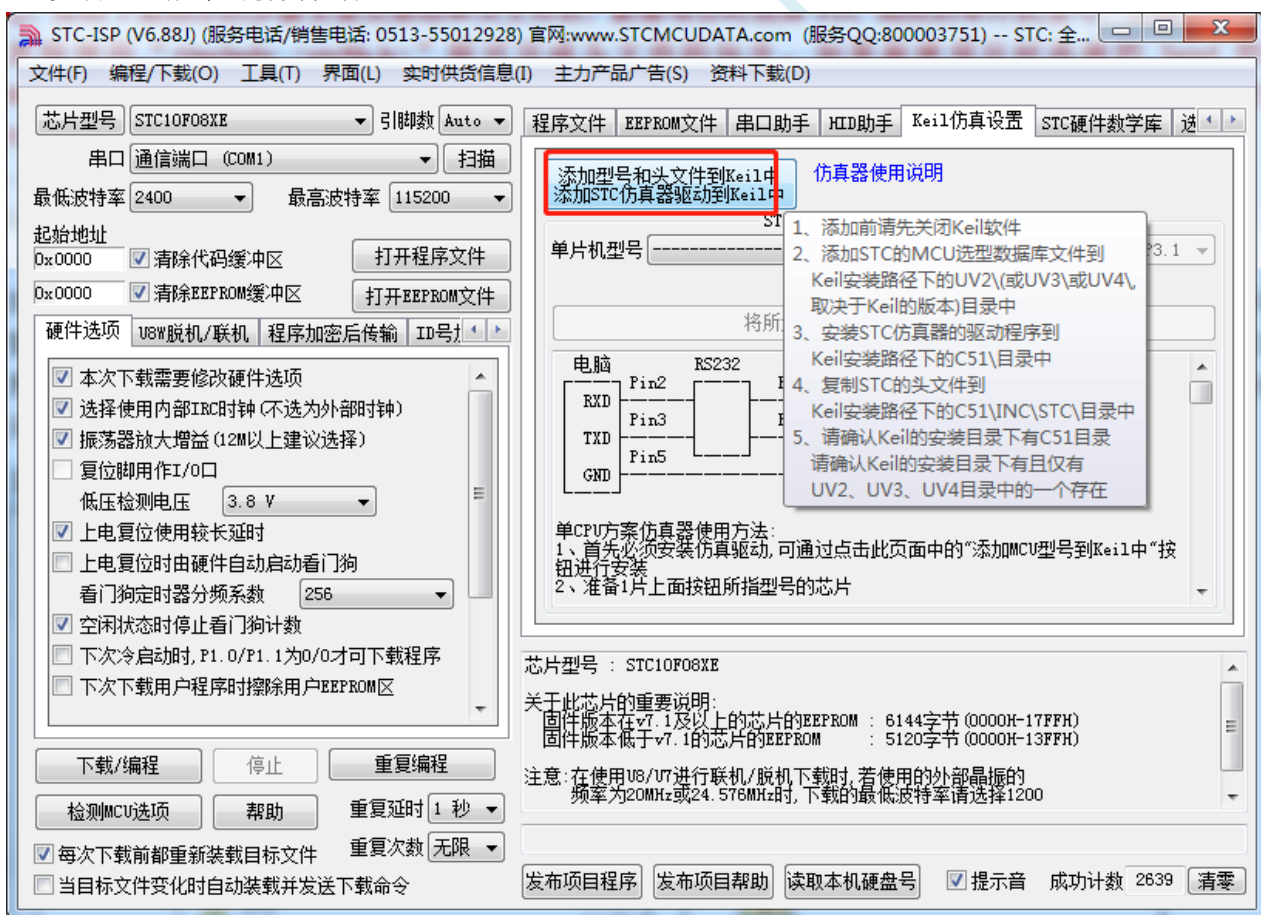 STC-ISP (V6.88J) (服务电话/销售电话: 0513-55012928) 官网:www.STCMCUDATA.com (服务QQ:800003751) -- STC: 全...
文件(F) 编程/下载(O) 工具(T) 界面(L) 实时供货信息(I) 主力产品广告(S) 资料下载(D)
芯片型号 STC10F08XE 引脚数 Auto
串口 通信端口 (COM1) 扫描
最低波特率 2400 最高波特率 115200
起始地址
0x0000 清除代码缓冲区 打开程序文件
0x0000 清除EEPROM缓冲区 打开EEPROM文件
硬件选项 U8W脱机/联机 程序加密后传输 ID号
本次下载需要修改硬件选项
选择使用内部IRC时钟(不选为外部时钟)
振荡器放大增益(12M以上建议选择)
复位脚用作I/O口
低压检测电压 3.8 V
上电复位使用较长延时
上电复位时由硬件自动启动看门狗
看门狗定时器分频系数 256
空闲状态时停止看门狗计数
下次冷启动时,P1.0/P1.1为0/0才可下载程序
下次下载用户程序时擦除用户EEPROM区
下载/编程 停止 重复编程
检测MCU选项 帮助 重复延时 1 秒
每次下载前都重新装载目标文件 重复次数 无限
当目标文件变化时自动装载并发送下载命令
程序文件 EEPROM文件 串口助手 HID助手 Keil仿真设置 STC硬件数学库
添加型号和头文件到Keil中
添加STC仿真器驱动到Keil中
仿真器使用说明
ST
单片机型号 P3.1
将所
1、添加前请先关闭Keil软件
2、添加STC的MCU选型数据库文件到
Keil安装路径下的UV2\(或UV3\或UV4\,
取决于Keil的版本)目录中
3、安装STC仿真器的驱动程序到
Keil安装路径下的C51\目录中
4、复制STC的头文件到
Keil安装路径下的C51\INC\STC\目录中
5、请确认Keil的安装目录下有C51目录
请确认Keil的安装目录下有且仅有
UV2、UV3、UV4目录中的一个存在
电脑 RS232
RXD Pin2
TXD Pin3
GND Pin5
单CPU方案仿真器使用方法:
1、首先必须安装仿真驱动,可通过点击此页面中的“添加MCU型号到Keil中“按
钮进行安装
2、准备1片上面按钮所指型号的芯片
芯片型号 : STC10F08XE
关于此芯片的重要说明:
固件版本在v7.1及以上的芯片的EEPROM : 6144字节(0000H-17FFH)
固件版本低于v7.1的芯片的EEPROM : 5120字节(0000H-13FFH)
注意:在使用U8/U7进行联机/脱机下载时,若使用的外部晶振的
频率为20MHz或24.576MHz时,下载的最低波特率请选择1200
发布项目程序 发布项目帮助 读取本机硬盘号 提示音 成功计数 2639 清零